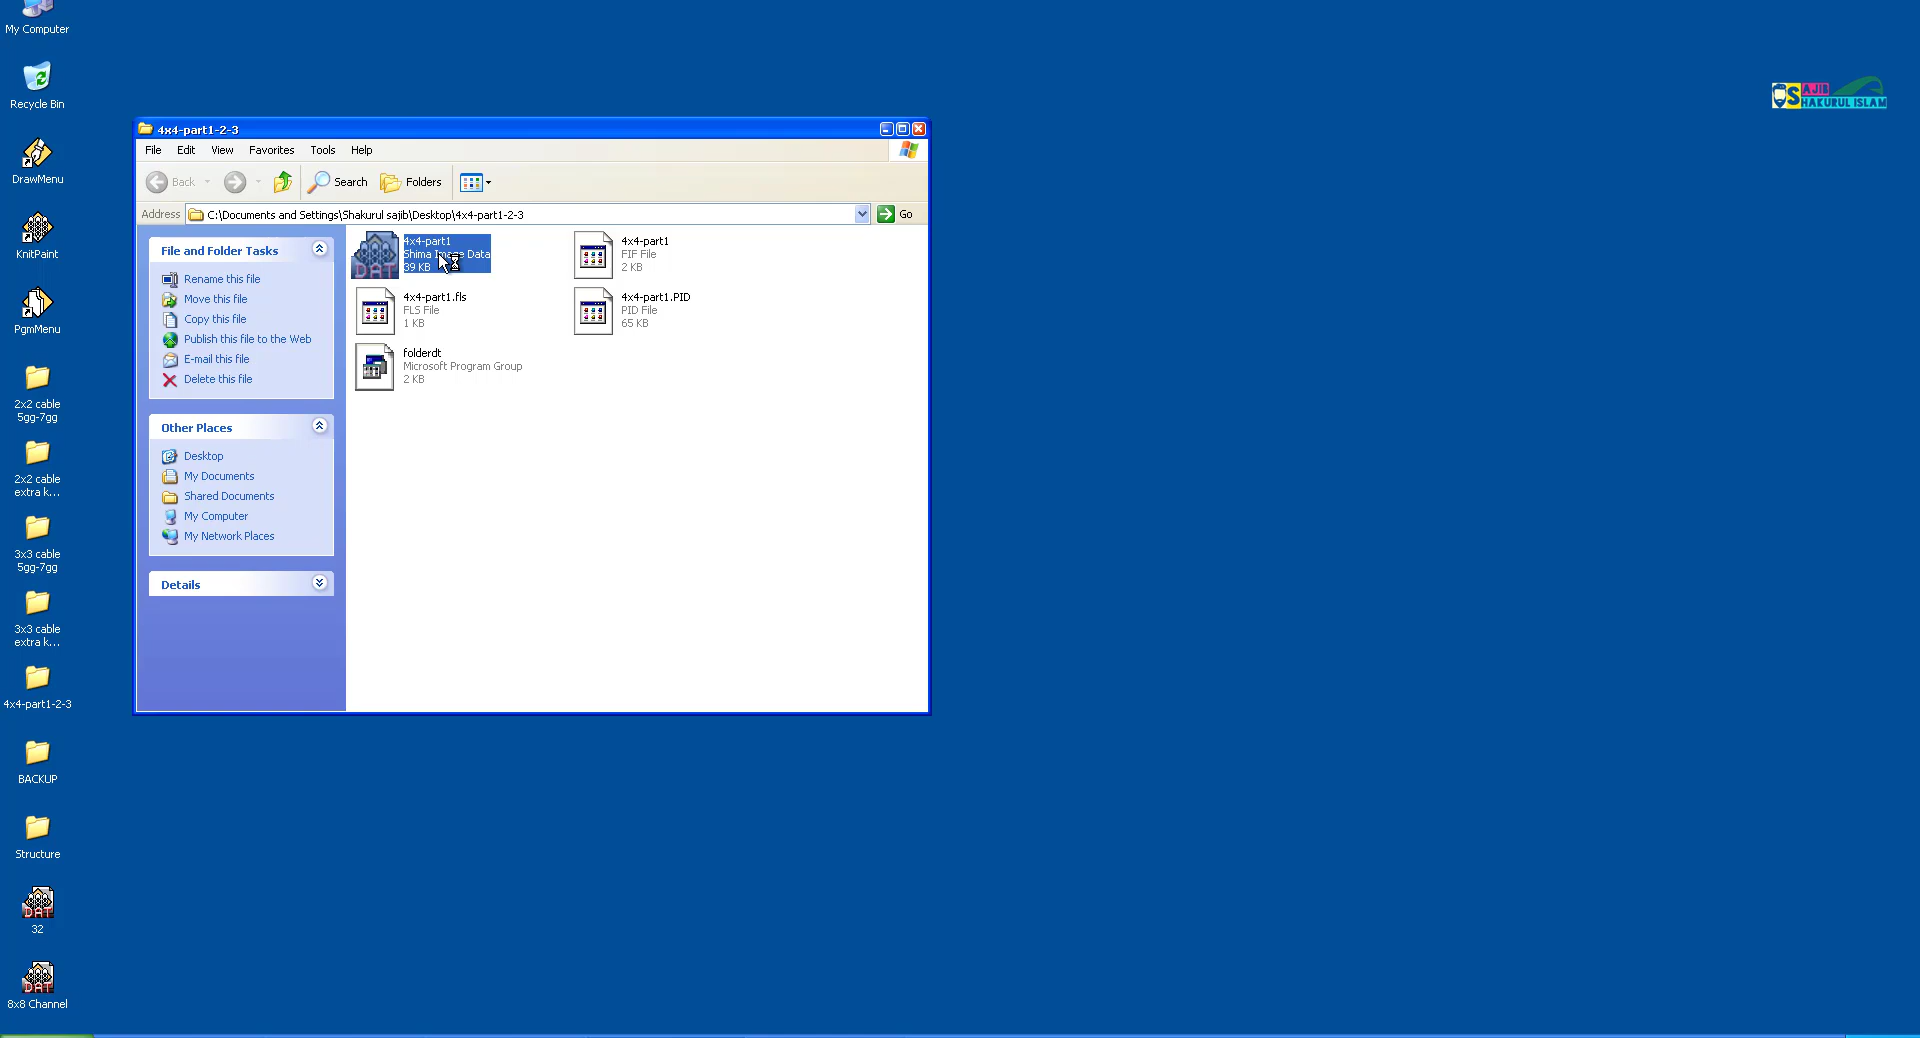 My Computer
Recycle Bin
DrawMenu
KnitPaint
PgmMenu
2x2 cable
5gg-7gg
2x2 cable
extra k...
3x3 cable
5gg-7gg
3x3 cable
extra k...
4x4-part1-2-3
BACKUP
Structure
DAT
32
DAT
8x8 Channel
4x4-part1-2-3
File Edit View Favorites Tools Help
Back Search Folders
Address C:\Documents and Settings\Shakurul sajib\Desktop\4x4-part1-2-3 Go
File and Folder Tasks
Rename this file
Move this file
Copy this file
Publish this file to the Web
E-mail this file
Delete this file
Other Places
Desktop
My Documents
Shared Documents
My Computer
My Network Places
Details
DAT
4x4-part1
Shima Image Data
39 KB
4x4-part1
FIF File
2 KB
4x4-part1.fls
FLS File
1 KB
4x4-part1.PID
PID File
65 KB
folderdt
Microsoft Program Group
2 KB
SAJIB
SHAKURUL ISLAM